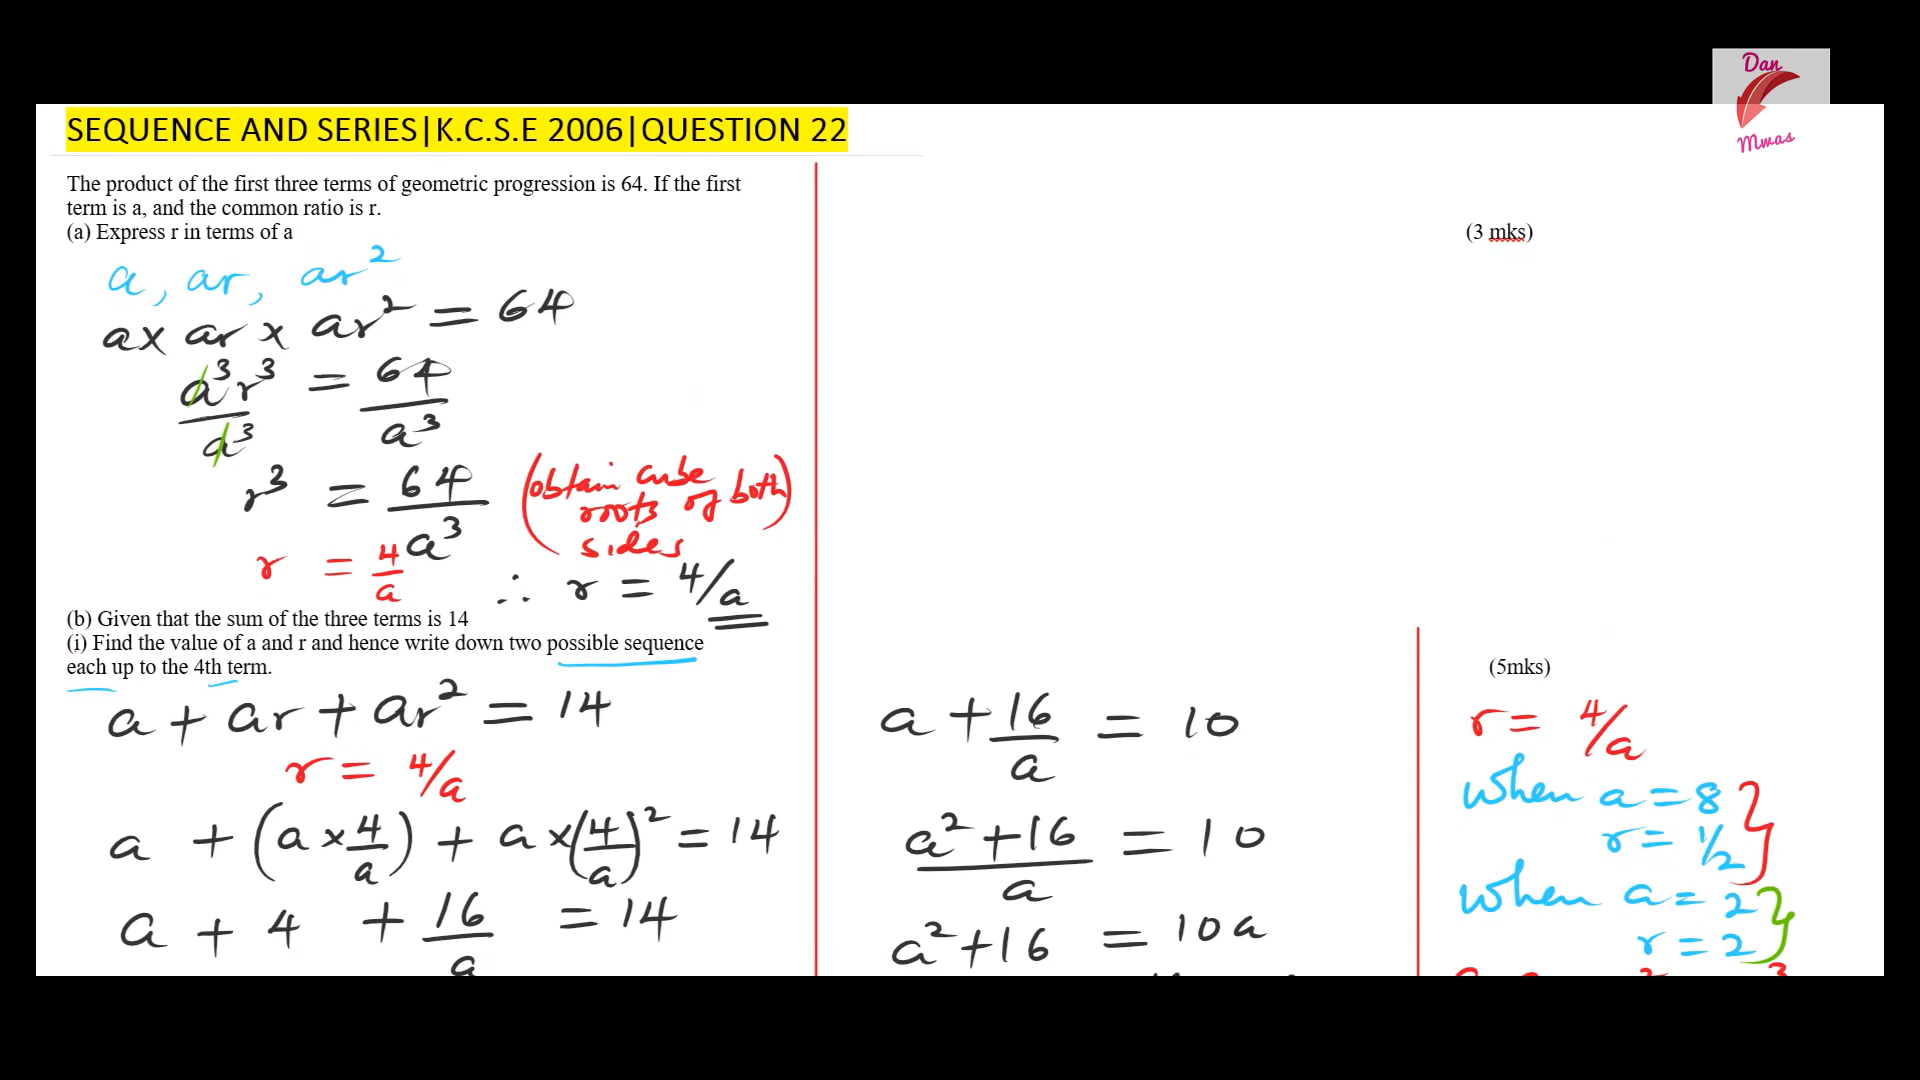 Dan
Mwas
SEQUENCE AND SERIES|K.C.S.E 2006|QUESTION 22
The product of the first three terms of geometric progression is 64. If the first
term is a, and the common ratio is r.
(a) Express r in terms of a
(3 mks)
a, ar, ar²
a × ar × ar² = 64
a³r³/a³ = 64/a³
r³ = 64/a³
(obtain cube
roots of both
sides)
r = 4/a
∴ r = 4/a
(b) Given that the sum of the three terms is 14
(i) Find the value of a and r and hence write down two possible sequence
each up to the 4th term.
(5mks)
a + ar + ar² = 14
r = 4/a
a + (a × 4/a) + a × (4/a)² = 14
a + 4 + 16/a = 14
a + 16/a = 10
a² + 16/a = 10
a² + 16 = 10a
r = 4/a
when a = 8
r = 1/2
when a = 2
r = 2